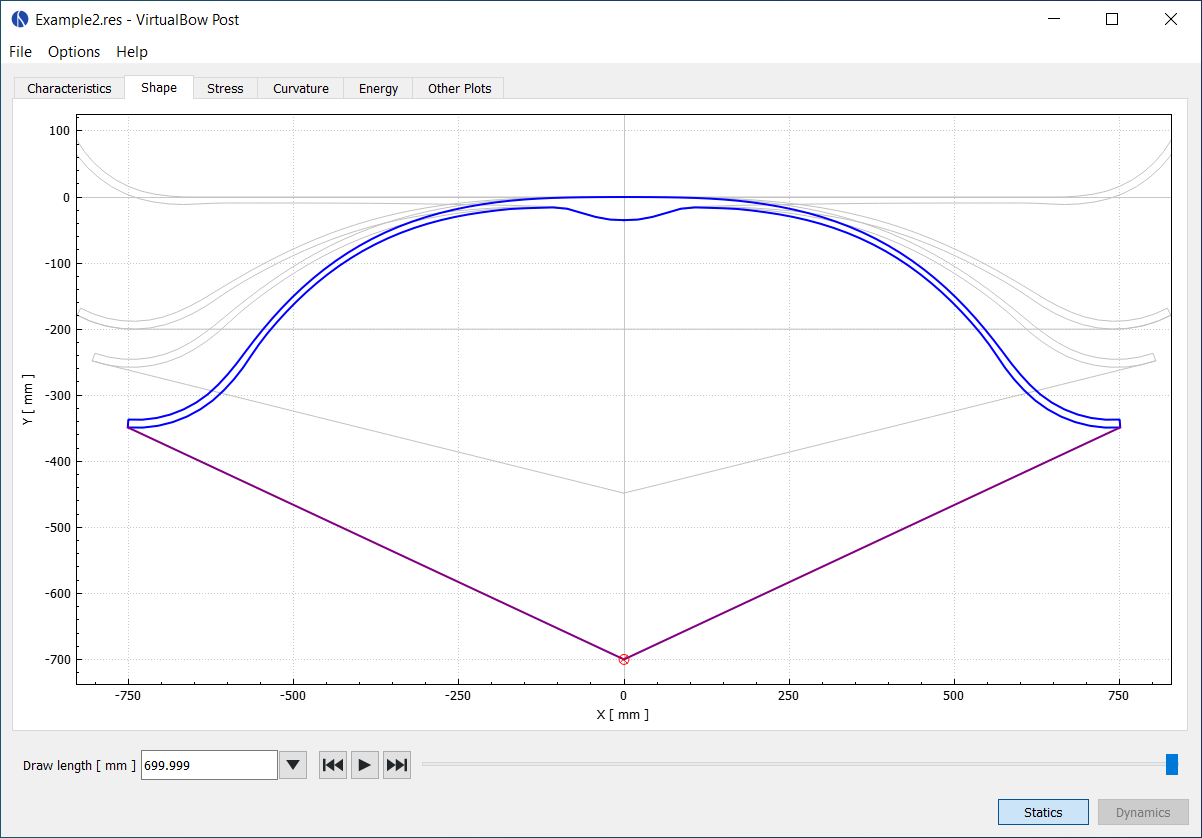 Example2.res - VirtualBow Post
File Options Help
Characteristics Shape Stress Curvature Energy Other Plots
100
0
-100
-200
-300
-400
-500
-600
-700
Y [ mm ]
-750 -500 -250 0 250 500 750
X [ mm ]
Draw length [ mm ] 699.999
Statics Dynamics